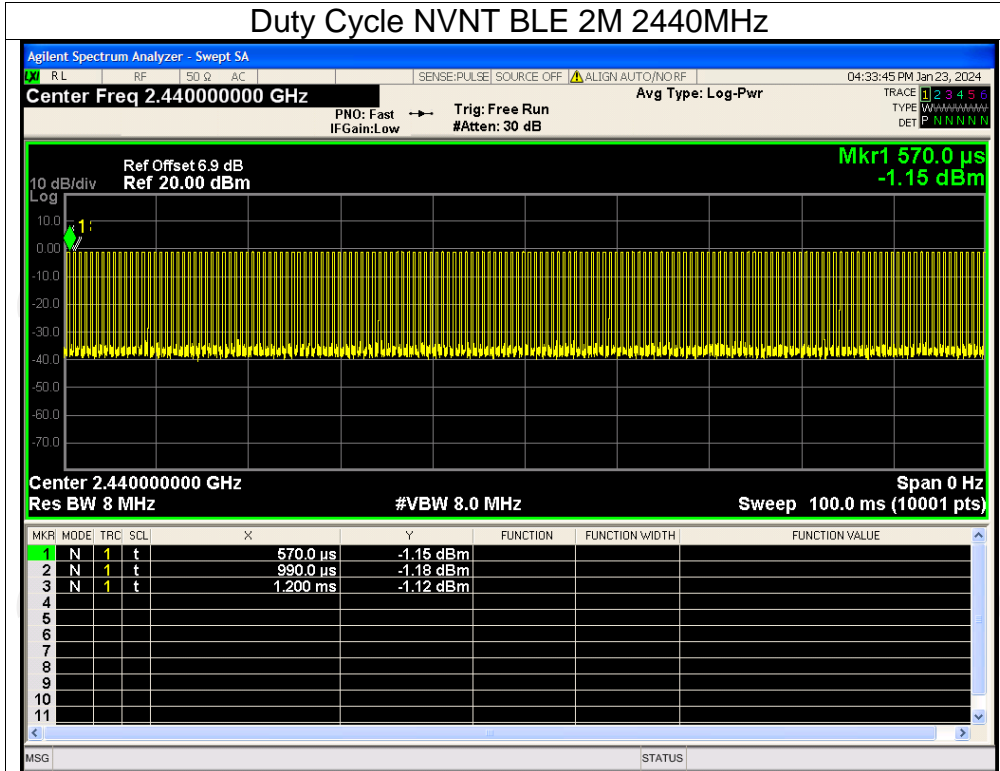 Duty Cycle NVNT BLE 2M 2440MHz
Agilent Spectrum Analyzer - Swept SA
LXI RL RF 50 Ω AC SENSE:PULSE SOURCE OFF ALIGN AUTO/NO RF 04:33:45 PM Jan 23, 2024
Center Freq 2.440000000 GHz Avg Type: Log-Pwr TRACE 1 2 3 4 5 6
PNO: Fast Trig: Free Run TYPE WWWWWW
IFGain:Low #Atten: 30 dB DET P N N N N N
Mkr1 570.0 µs
Ref Offset 6.9 dB
10 dB/div Ref 20.00 dBm -1.15 dBm
Log
10.0
1
0.00
-10.0
-20.0
-30.0
-40.0
-50.0
-60.0
-70.0
Center 2.440000000 GHz Span 0 Hz
Res BW 8 MHz #VBW 8.0 MHz Sweep 100.0 ms (10001 pts)
MKR MODE TRC SCL X Y FUNCTION FUNCTION WIDTH FUNCTION VALUE
1 N 1 t 570.0 µs -1.15 dBm
2 N 1 t 990.0 µs -1.18 dBm
3 N 1 t 1.200 ms -1.12 dBm
4
5
6
7
8
9
10
11
MSG STATUS